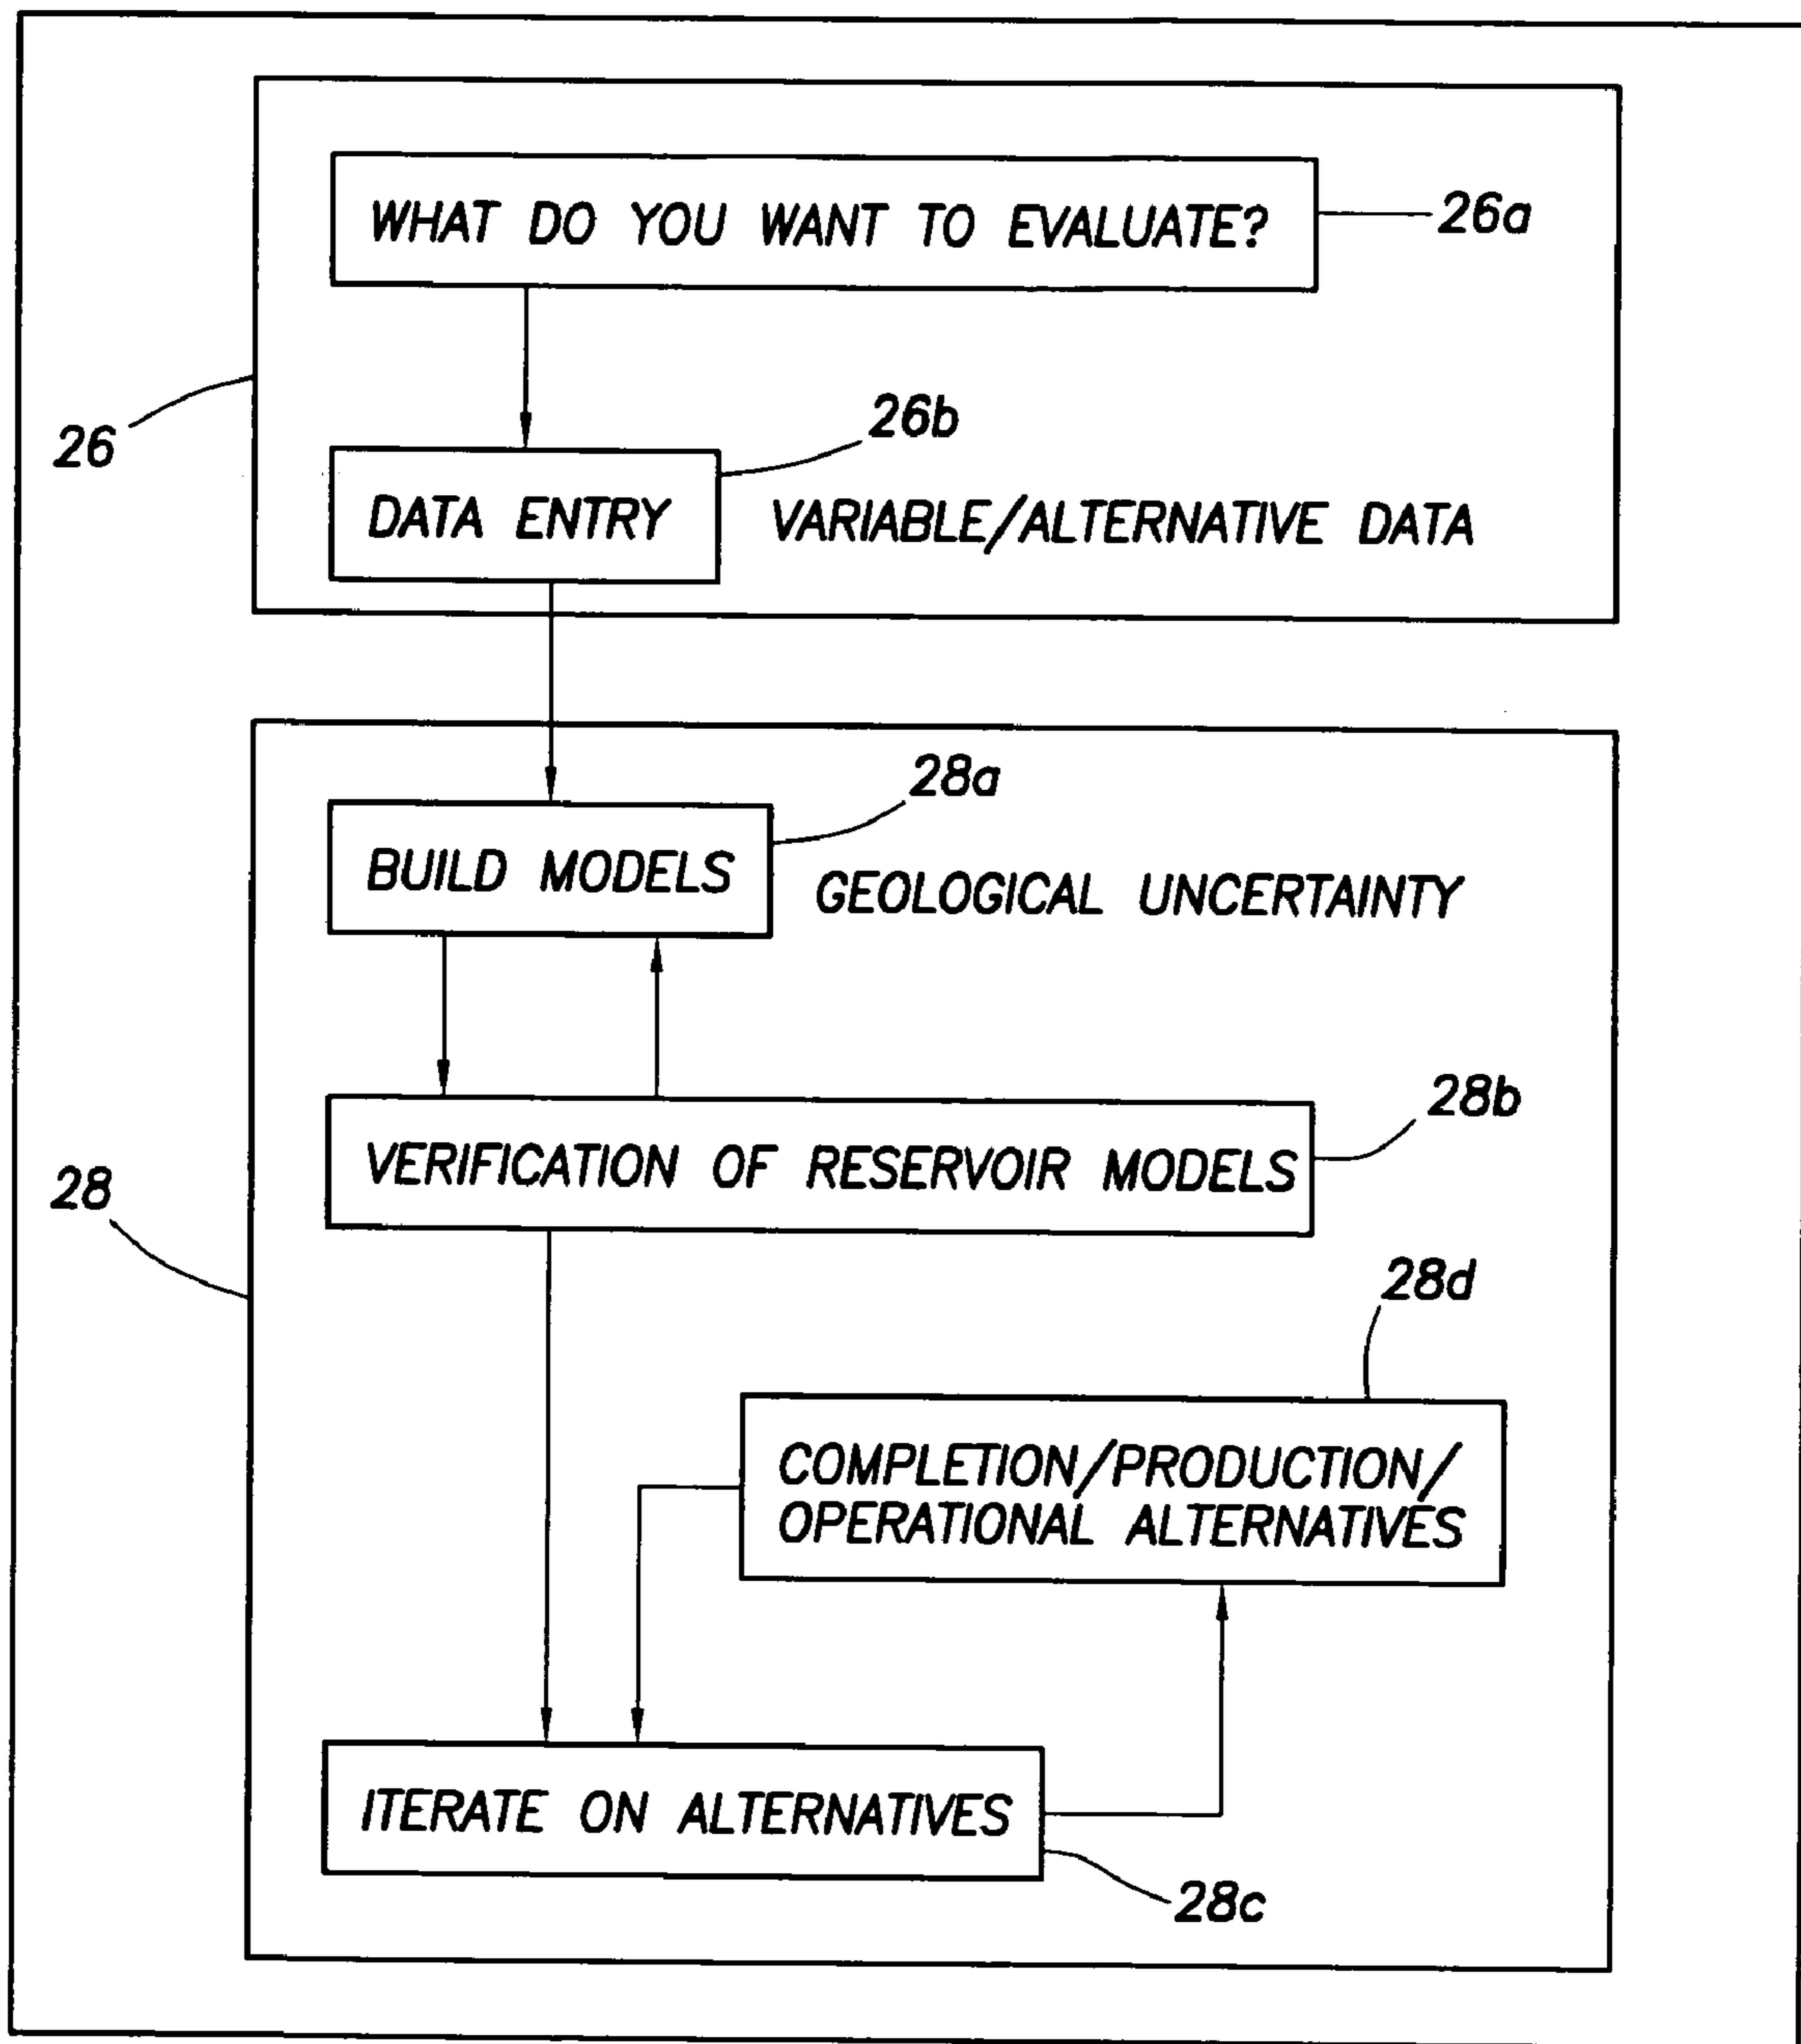 WHAT DO YOU WANT TO EVALUATE?
26a
26
26b
DATA ENTRY
VARIABLE/ALTERNATIVE DATA
28a
BUILD MODELS
GEOLOGICAL UNCERTAINTY
28b
VERIFICATION OF RESERVOIR MODELS
28
28d
COMPLETION/PRODUCTION/
OPERATIONAL ALTERNATIVES
ITERATE ON ALTERNATIVES
28c